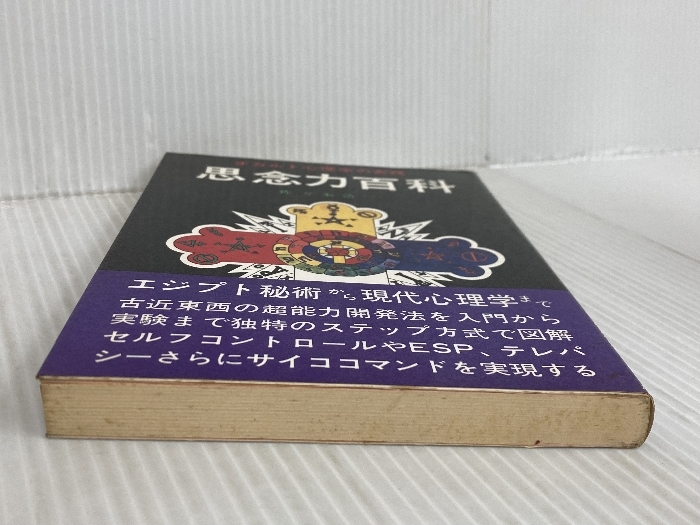 思念力百科
エジプト秘術から現代心理学まで
古近東西の超能力開発法を入門から
実験まで独特のステップ方式で図解
セルフコントロールやESP、テレパ
シーさらにサイココマンドを実現する